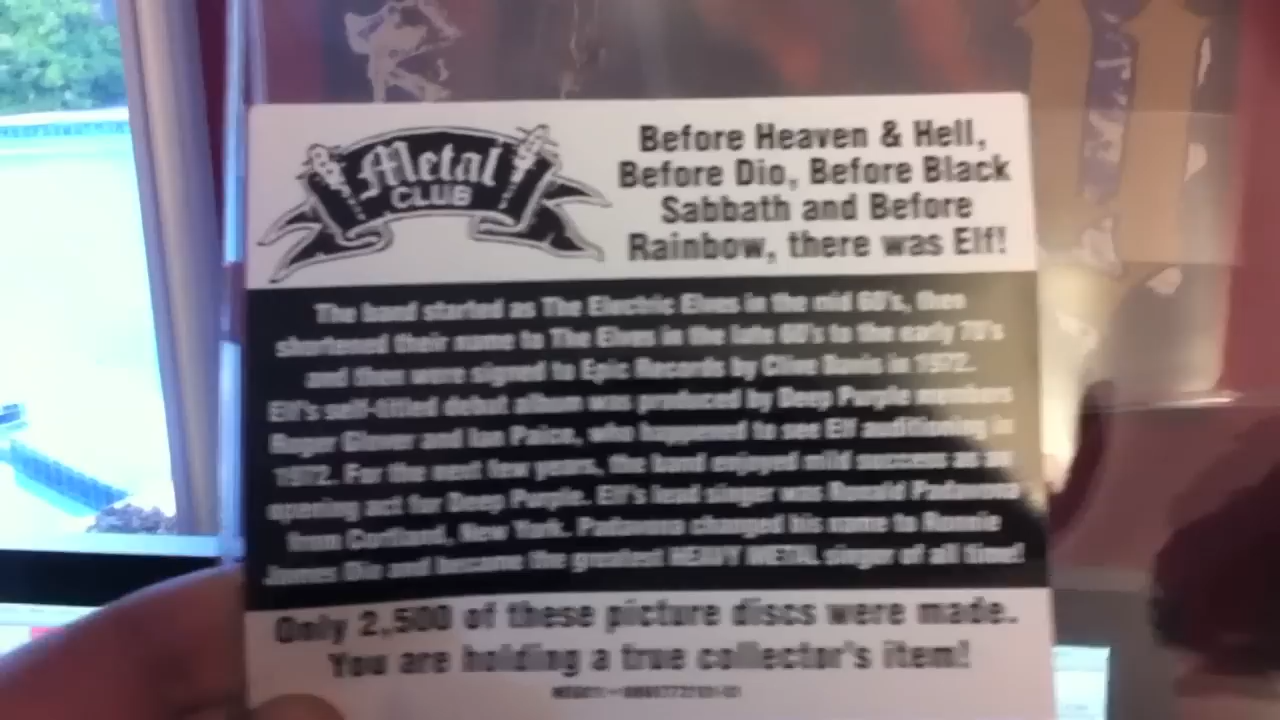 Metal
CLUB
Before Heaven & Hell,
Before Dio, Before Black
Sabbath and Before
Rainbow, there was Elf!
The band started as The Electric Elves in the mid 60's, then
shortened their name to The Elves in the late 60's to the early 70's
and then were signed to Epic Records by Clive Davis in 1972.
Elf's self-titled debut album was produced by Deep Purple members
Roger Glover and Ian Paice, who happened to see Elf auditioning in
1972. For the next few years, the band enjoyed mild success as an
opening act for Deep Purple. Elf's lead singer was Ronald Padavona
from Cortland, New York. Padavona changed his name to Ronnie
James Dio and became the greatest HEAVY METAL singer of all time!
Only 2,500 of these picture discs were made.
You are holding a true collector's item!